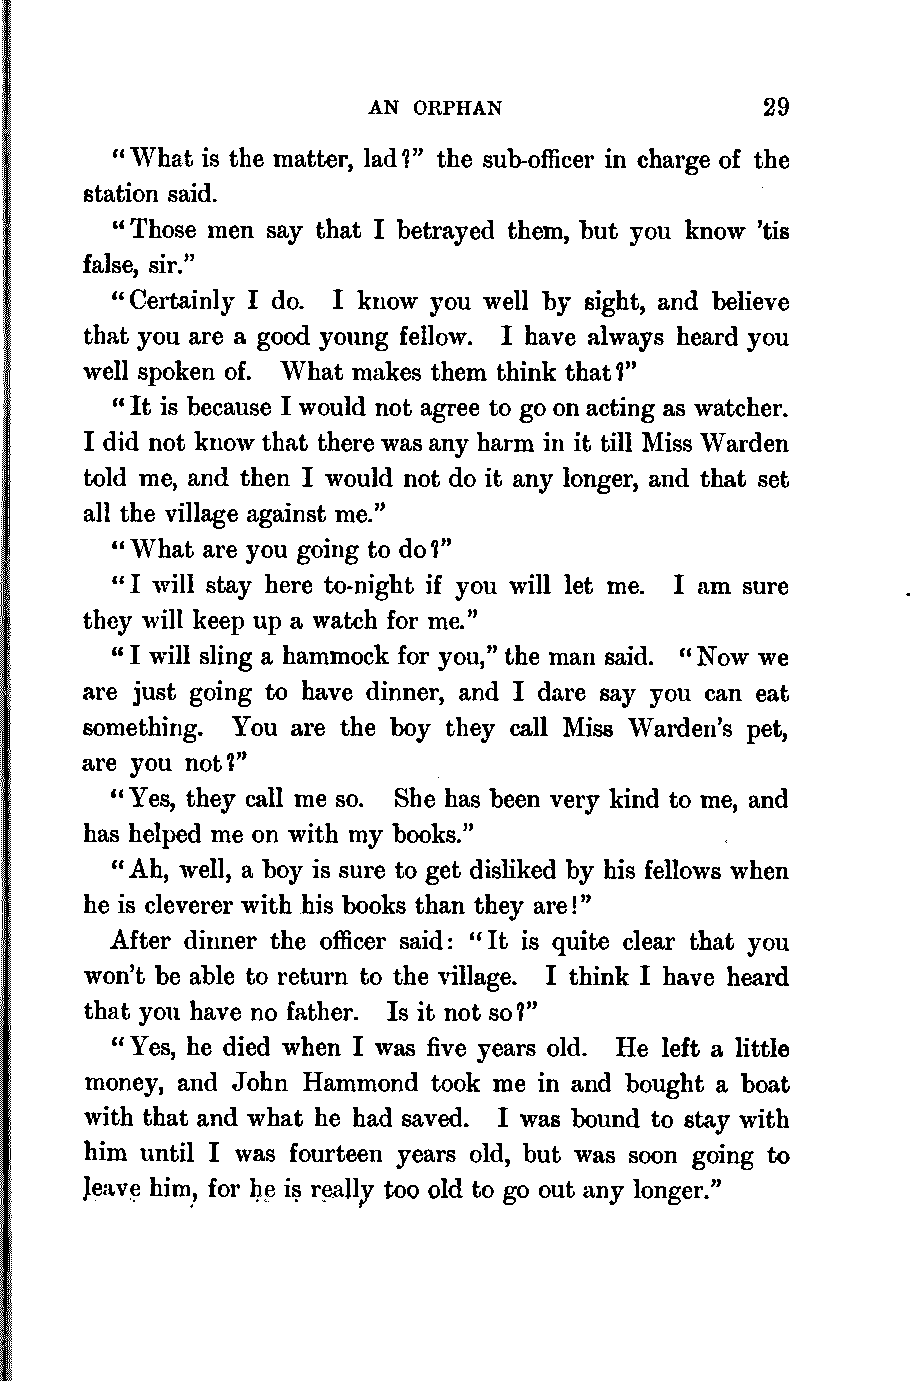 AN ORPHAN 29
"What is the matter, lad?" the sub-officer in charge of the
station said.
"Those men say that I betrayed them, but you know 'tis
false, sir."
"Certainly I do. I know you well by sight, and believe
that you are a good young fellow. I have always heard you
well spoken of. What makes them think that?"
"It is because I would not agree to go on acting as watcher.
I did not know that there was any harm in it till Miss Warden
told me, and then I would not do it any longer, and that set
all the village against me."
"What are you going to do?"
"I will stay here to-night if you will let me. I am sure
they will keep up a watch for me."
"I will sling a hammock for you," the man said. "Now we
are just going to have dinner, and I dare say you can eat
something. You are the boy they call Miss Warden's pet,
are you not?"
"Yes, they call me so. She has been very kind to me, and
has helped me on with my books."
"Ah, well, a boy is sure to get disliked by his fellows when
he is cleverer with his books than they are!"
After dinner the officer said: "It is quite clear that you
won't be able to return to the village. I think I have heard
that you have no father. Is it not so?"
"Yes, he died when I was five years old. He left a little
money, and John Hammond took me in and bought a boat
with that and what he had saved. I was bound to stay with
him until I was fourteen years old, but was soon going to
leave him, for he is really too old to go out any longer."